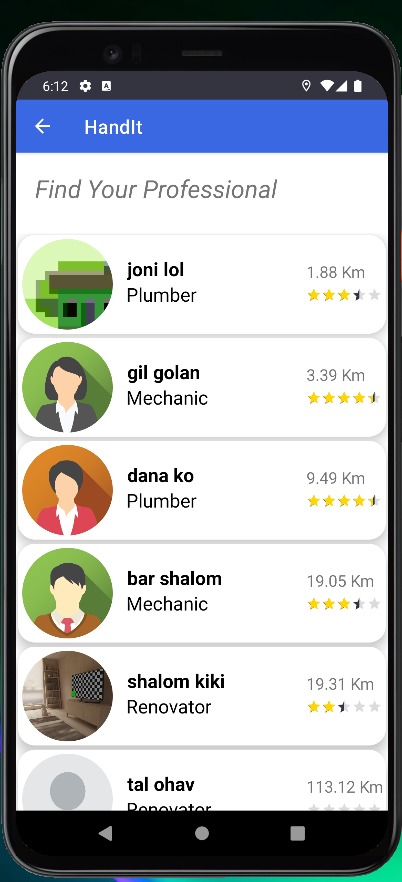 6:12
HandIt
Find Your Professional
joni lol
1.88 Km
Plumber
gil golan
3.39 Km
Mechanic
dana ko
9.49 Km
Plumber
bar shalom
19.05 Km
Mechanic
shalom kiki
19.31 Km
Renovator
tal ohav
113.12 Km
Renovator